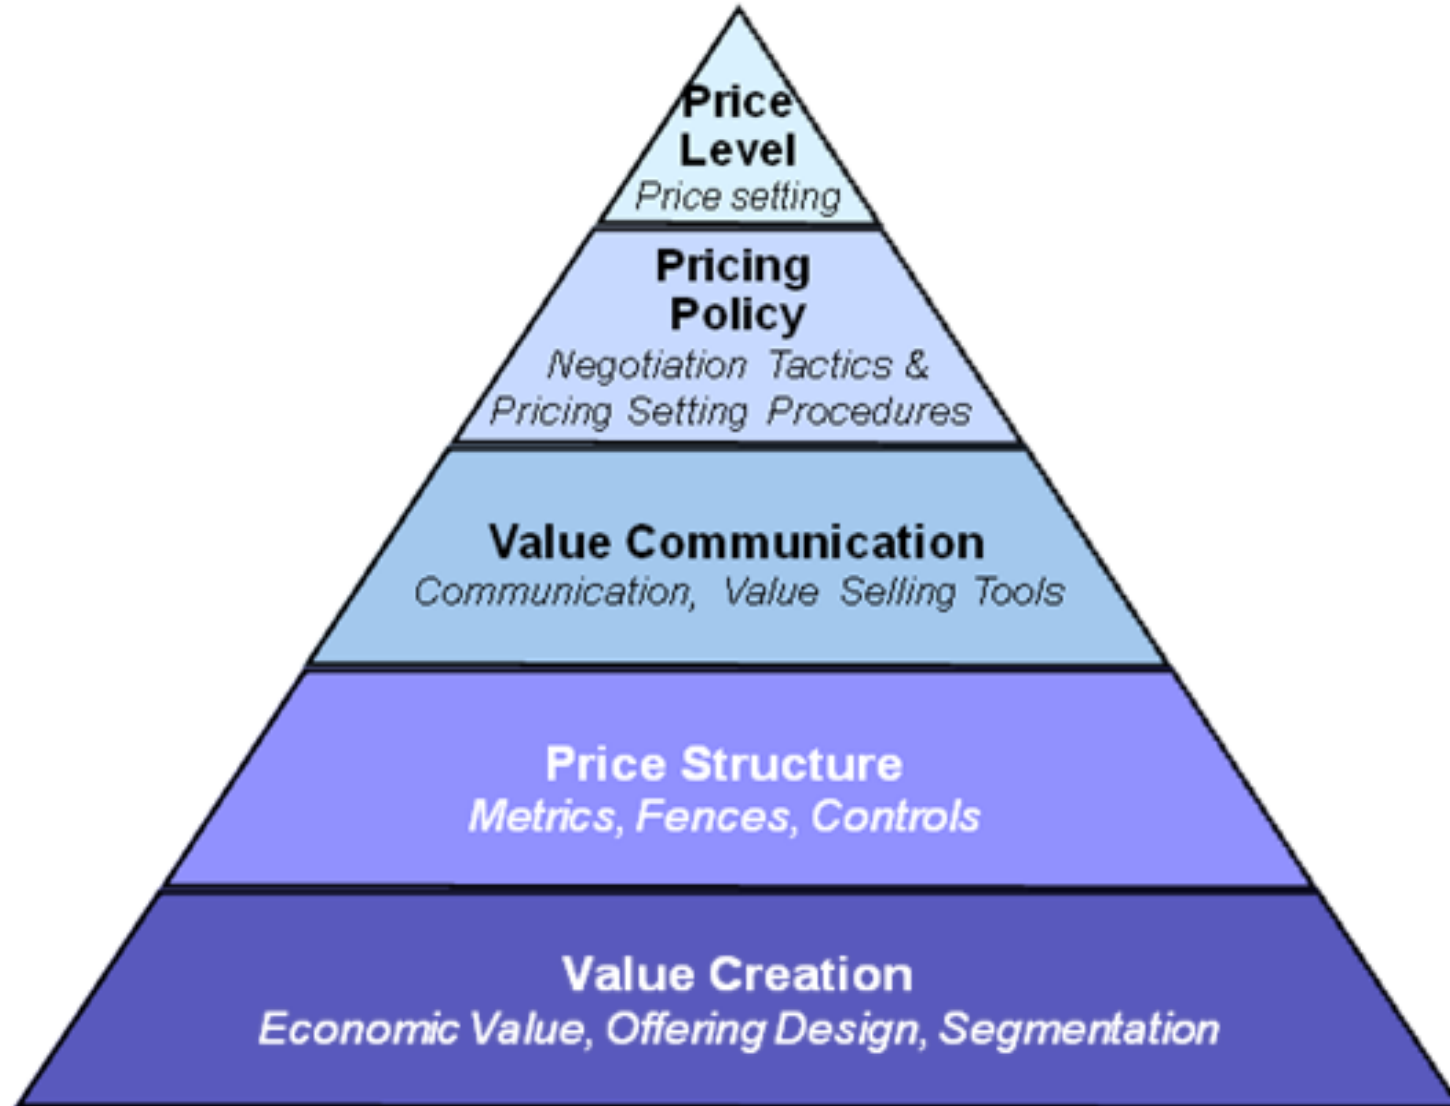 Price
Level
Price setting
Pricing
Policy
Negotiation Tactics &
Pricing Setting Procedures
Value Communication
Communication, Value Selling Tools
Price Structure
Metrics, Fences, Controls
Value Creation
Economic Value, Offering Design, Segmentation